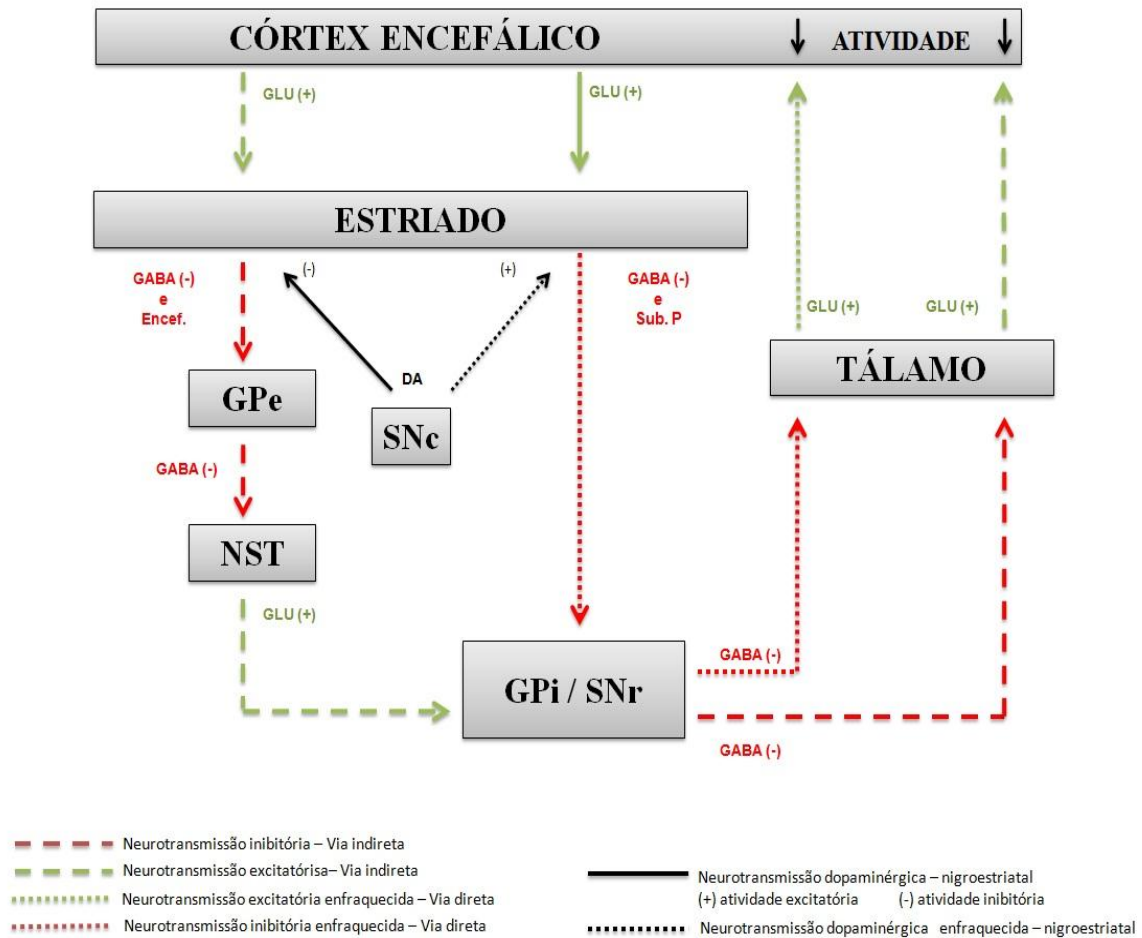 CÓRTEX ENCEFÁLICO
ATIVIDADE
GLU (+)
GLU (+)
ESTRIADO
GABA (-)
e
Encef.
(-)
(+)
GABA (-)
e
Sub. P
GLU (+)
GLU (+)
TÁLAMO
DA
GPe
SNc
GABA (-)
NST
GLU (+)
GPi / SNr
GABA (-)
GABA (-)
Neurotransmissão inibitória – Via indireta
Neurotransmissão excitatórisa– Via indireta
Neurotransmissão excitatória enfraquecida – Via direta
Neurotransmissão inibitória enfraquecida – Via direta
Neurotransmissão dopaminérgica – nigroestriatal
(+) atividade excitatória (-) atividade inibitória
Neurotransmissão dopaminérgica enfraquecida – nigroestriatal